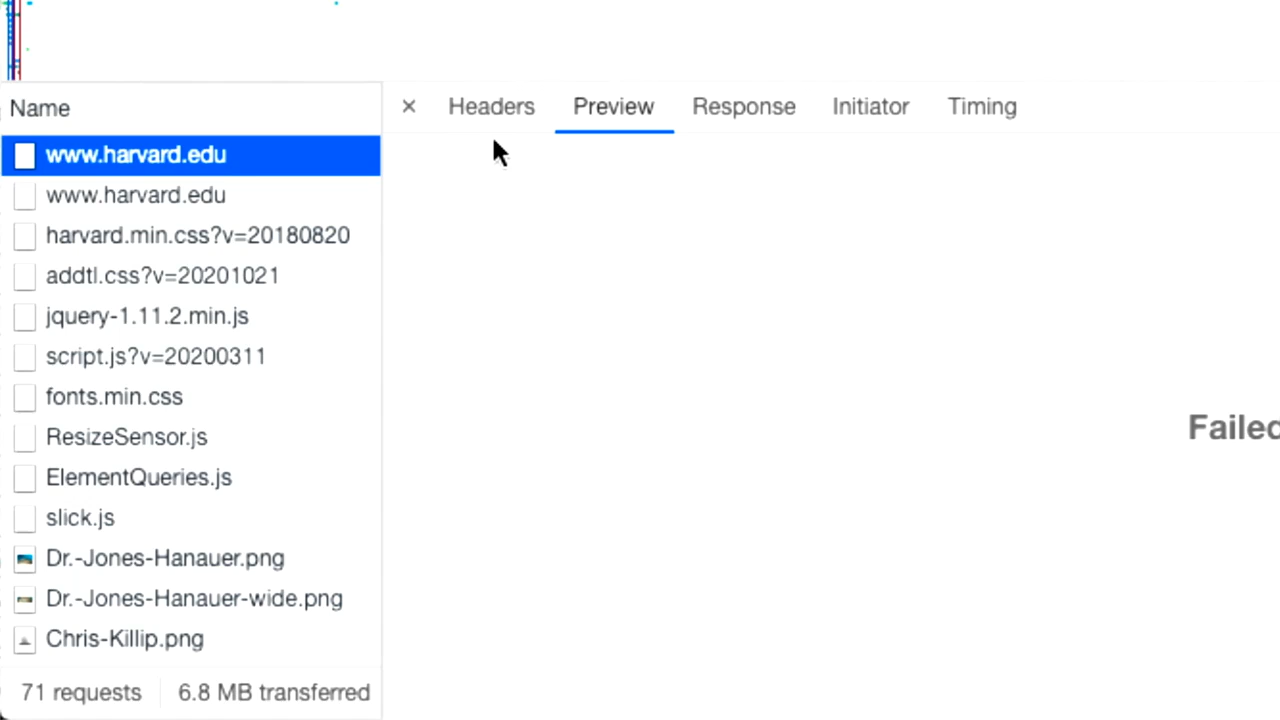 Name
× Headers Preview Response Initiator Timing
www.harvard.edu
www.harvard.edu
harvard.min.css?v=20180820
addtl.css?v=20201021
jquery-1.11.2.min.js
script.js?v=20200311
fonts.min.css
Failed
ResizeSensor.js
ElementQueries.js
slick.js
Dr.-Jones-Hanauer.png
Dr.-Jones-Hanauer-wide.png
Chris-Killip.png
71 requests 6.8 MB transferred